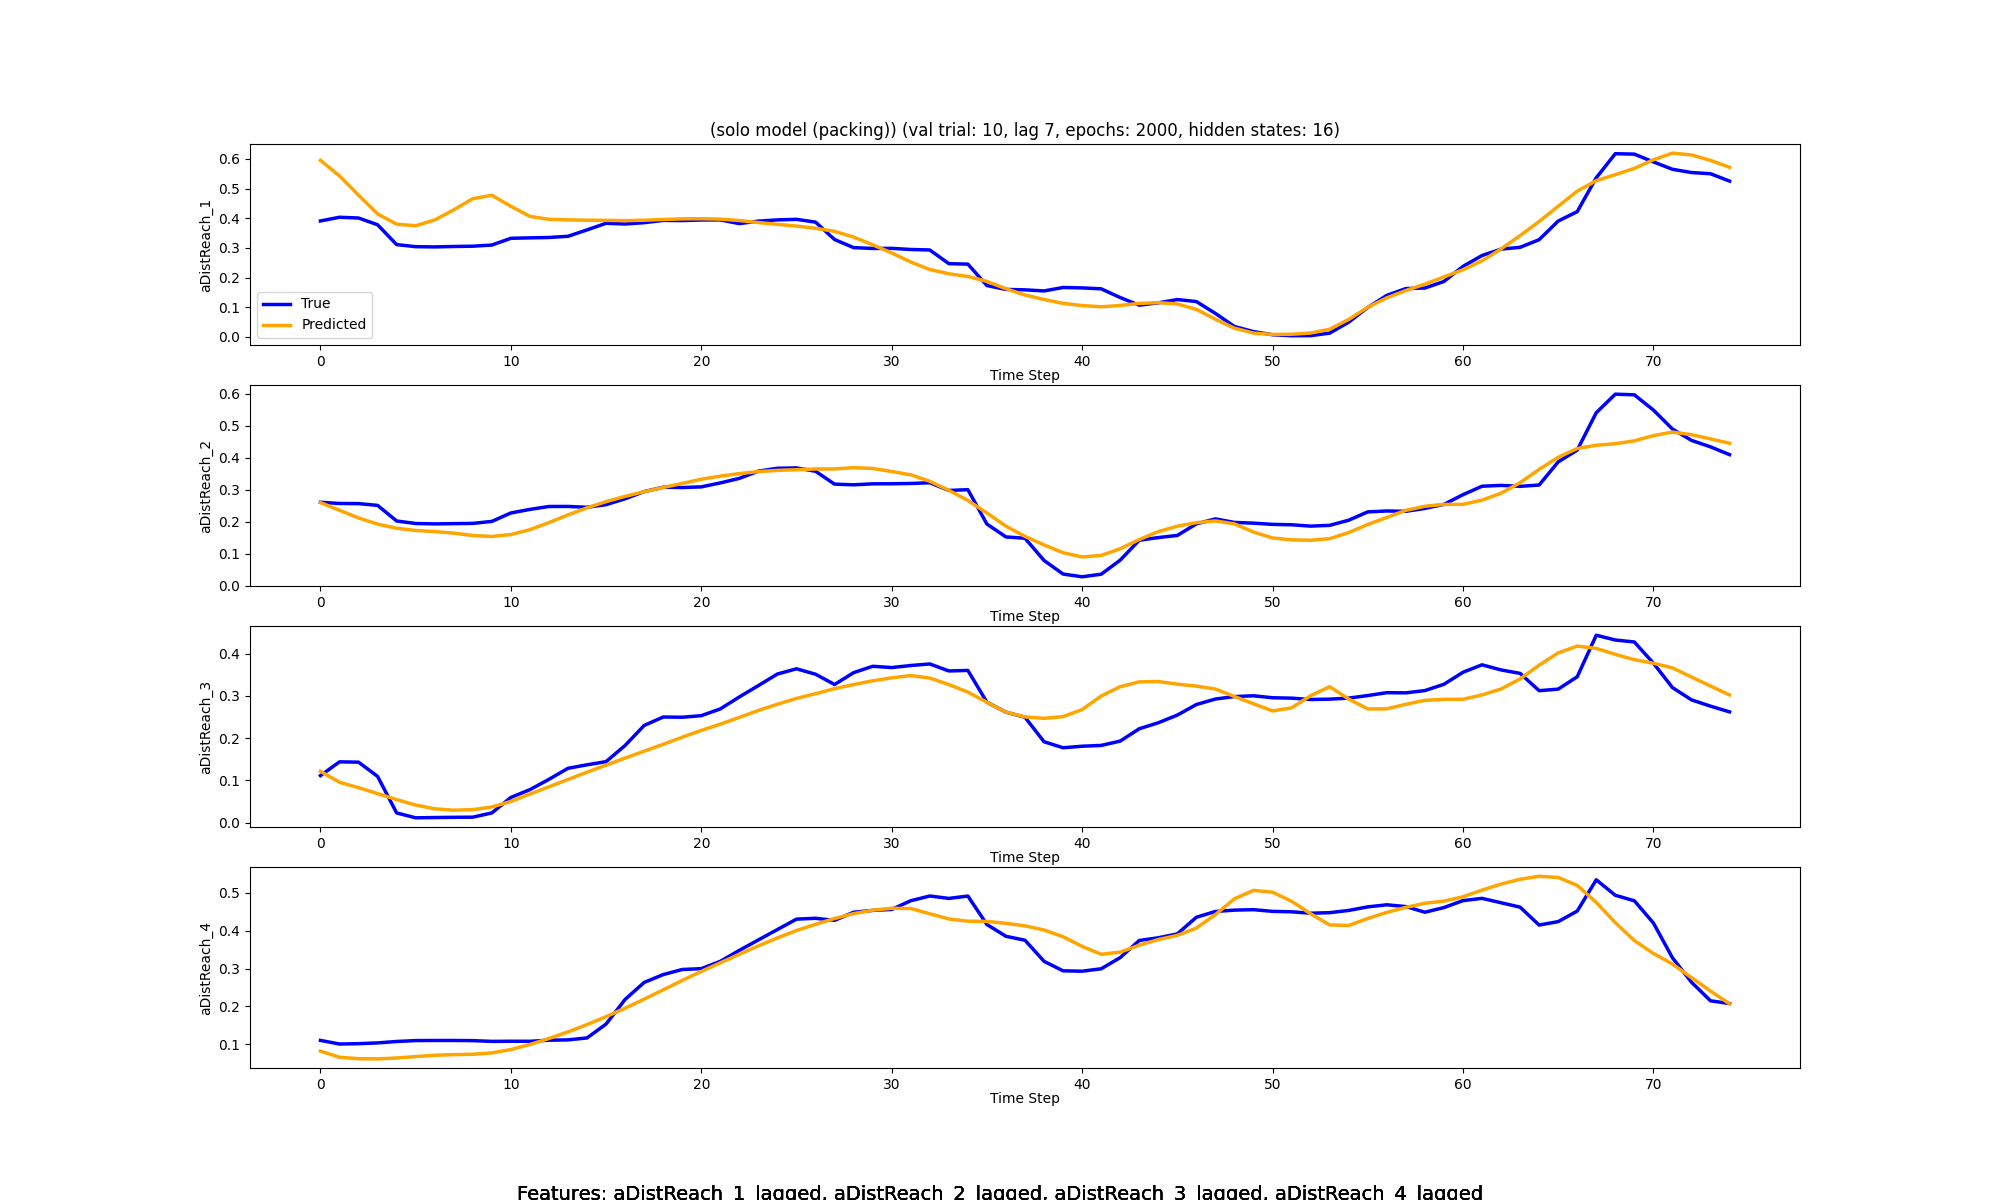 (solo model (packing)) (val trial: 10, lag 7, epochs: 2000, hidden states: 16)
aDistReach_1
0.6
0.5
0.4
0.3
0.2
0.1
0.0
True
Predicted
0 10 20 30 40 50 60 70
Time Step
aDistReach_2
0.6
0.5
0.4
0.3
0.2
0.1
0.0
0 10 20 30 40 50 60 70
Time Step
aDistReach_3
0.4
0.3
0.2
0.1
0.0
0 10 20 30 40 50 60 70
Time Step
aDistReach_4
0.5
0.4
0.3
0.2
0.1
0 10 20 30 40 50 60 70
Time Step
Features: aDistReach_1_lagged, aDistReach_2_lagged, aDistReach_3_lagged, aDistReach_4_lagged